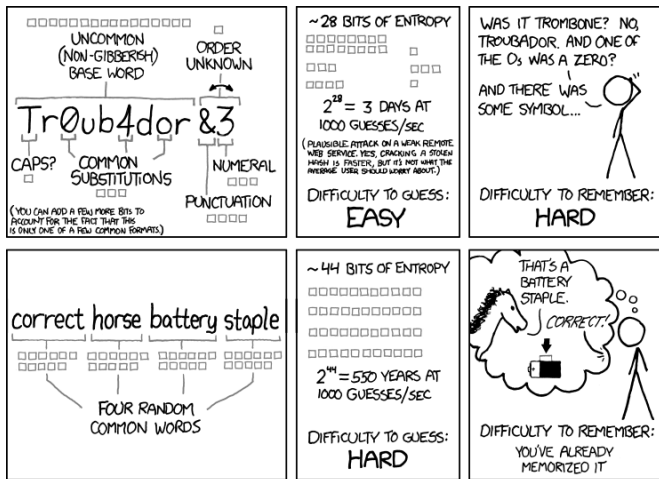 UNCOMMON
(NON-GIBBERISH)
BASE WORD
ORDER
UNKNOWN
Tr0ub4dor &3
CAPS?
COMMON
SUBSTITUTIONS
NUMERAL
PUNCTUATION
(YOU CAN ADD A FEW MORE BITS TO
ACCOUNT FOR THE FACT THAT THIS
IS ONLY ONE OF A FEW COMMON FORMATS.)
~28 BITS OF ENTROPY
2^28 = 3 DAYS AT
1000 GUESSES/SEC
(PLAUSIBLE ATTACK ON A WEAK REMOTE
WEB SERVICE. YES, CRACKING A STOLEN
HASH IS FASTER, BUT IT'S NOT WHAT THE
AVERAGE USER SHOULD WORRY ABOUT.)
DIFFICULTY TO GUESS:
EASY
WAS IT TROMBONE? NO,
TROUBADOR. AND ONE OF
THE Os WAS A ZERO?
AND THERE WAS
SOME SYMBOL...
DIFFICULTY TO REMEMBER:
HARD
correct horse battery staple
FOUR RANDOM
COMMON WORDS
~44 BITS OF ENTROPY
2^44 = 550 YEARS AT
1000 GUESSES/SEC
DIFFICULTY TO GUESS:
HARD
THAT'S A
BATTERY
STAPLE.
CORRECT!
DIFFICULTY TO REMEMBER:
YOU'VE ALREADY
MEMORIZED IT